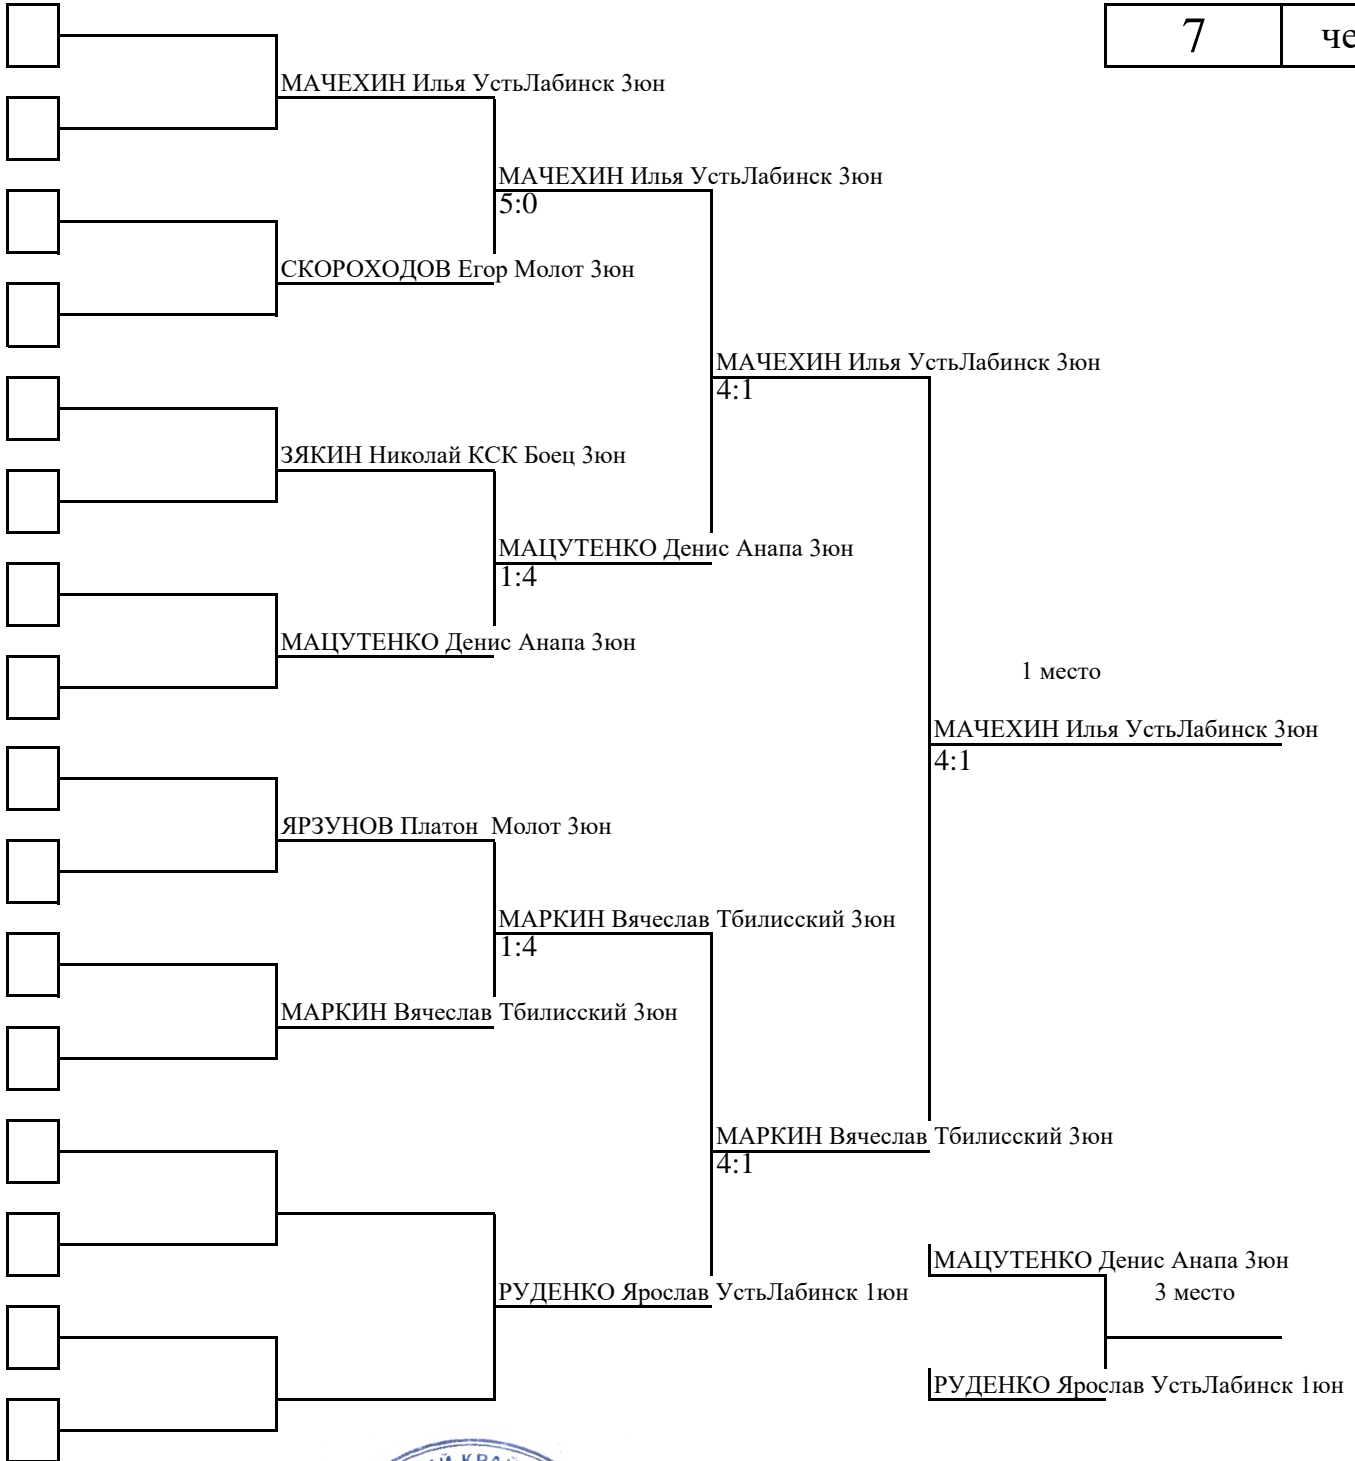 7 че
МАЧЕХИН Илья УстьЛабинск 3юн
МАЧЕХИН Илья УстьЛабинск 3юн
5:0
СКОРОХОДОВ Егор Молот 3юн
МАЧЕХИН Илья УстьЛабинск 3юн
4:1
ЗЯКИН Николай КСК Боец 3юн
МАЦУТЕНКО Денис Анапа 3юн
1:4
МАЦУТЕНКО Денис Анапа 3юн
1 место
МАЧЕХИН Илья УстьЛабинск 3юн
4:1
ЯРЗУНОВ Платон Молот 3юн
МАРКИН Вячеслав Тбилисский 3юн
1:4
МАРКИН Вячеслав Тбилисский 3юн
МАРКИН Вячеслав Тбилисский 3юн
4:1
МАЦУТЕНКО Денис Анапа 3юн
РУДЕНКО Ярослав УстьЛабинск 1юн
3 место
РУДЕНКО Ярослав УстьЛабинск 1юн